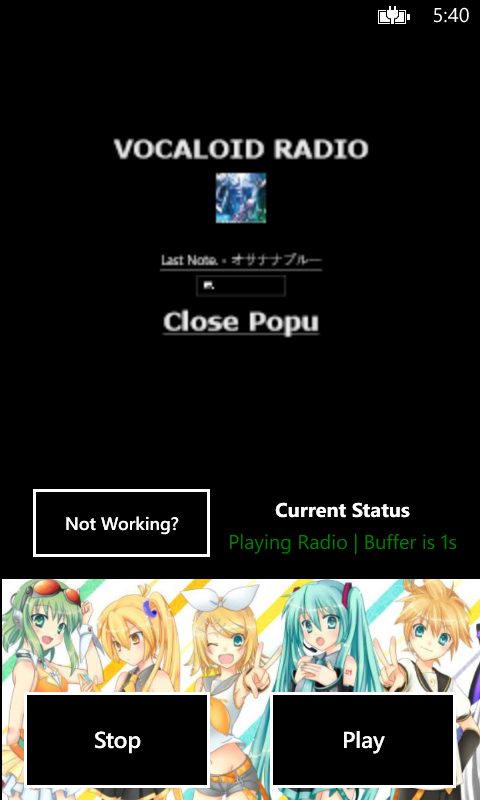 5:40
VOCALOID RADIO
Last Note. - オサナナブルー
Close Popu
Not Working?
Current Status
Playing Radio | Buffer is 1s
Stop
Play